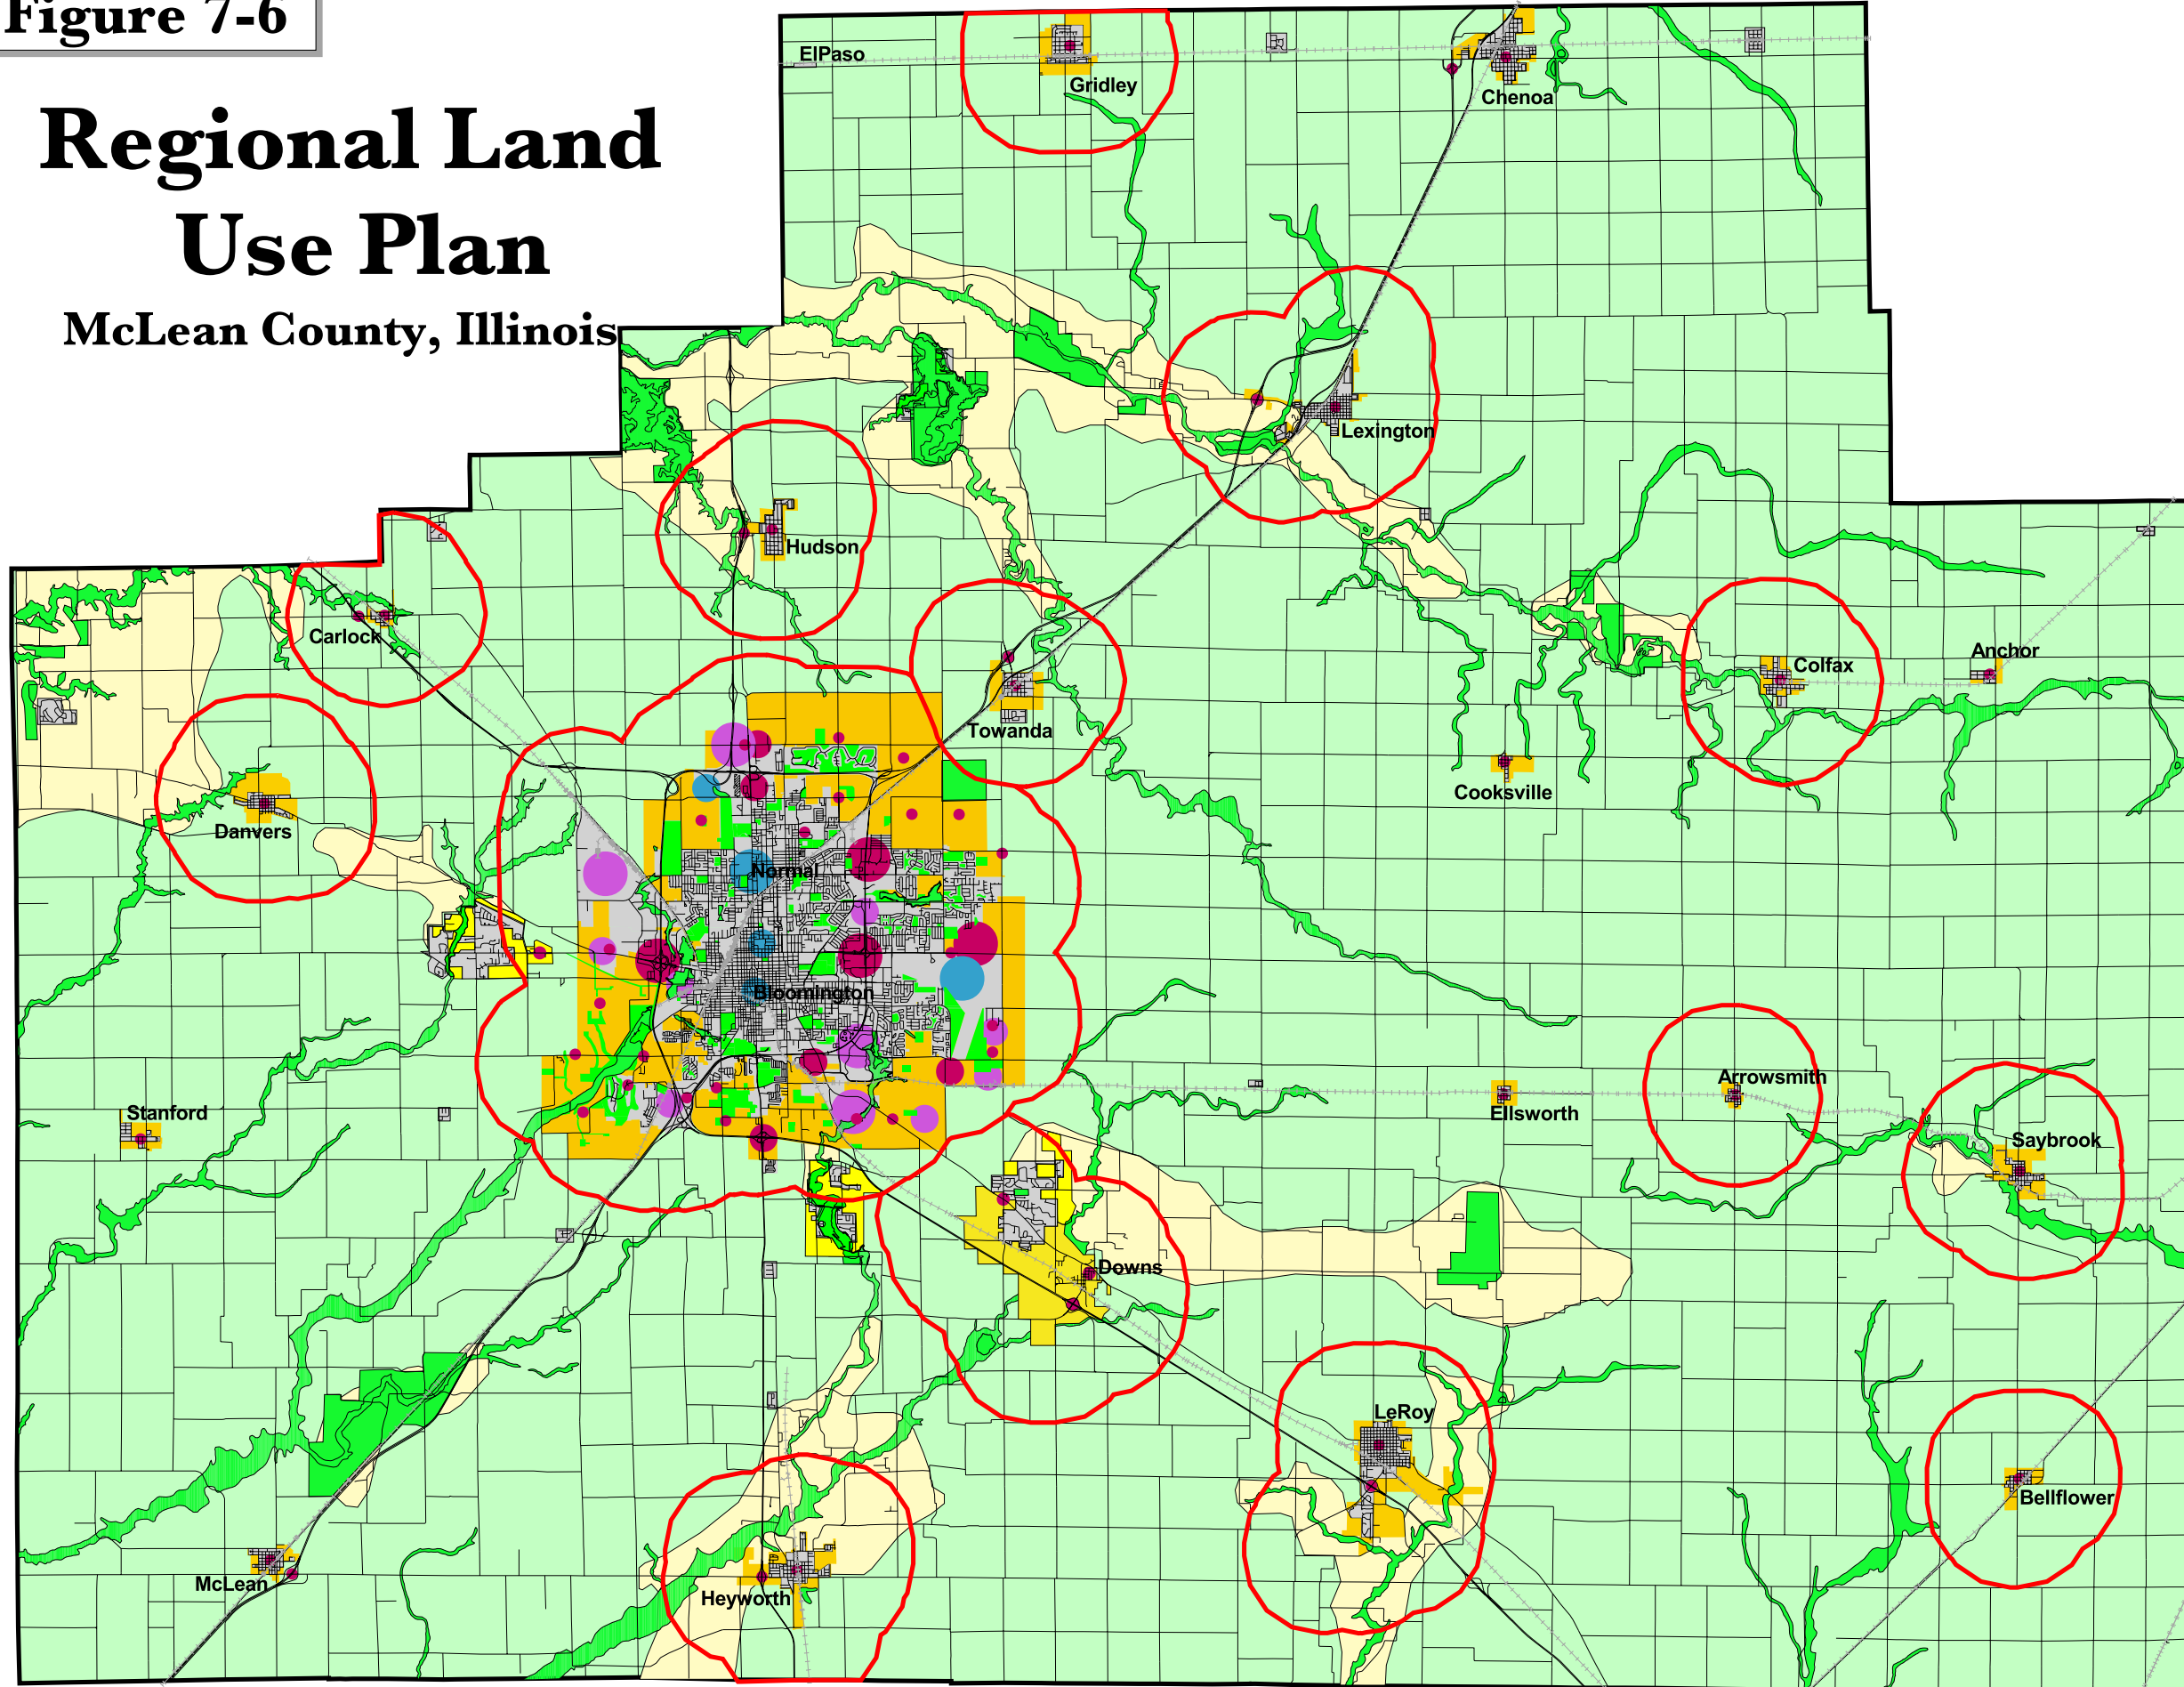 Figure 7-6
Regional Land
Use Plan
McLean County, Illinois
ElPaso
Gridley
Chenoa
Lexington
Hudson
Carlock
Colfax
Anchor
Towanda
Cooksville
Danvers
Normal
Bloomington
Arrowsmith
Ellsworth
Stanford
Saybrook
Downs
LeRoy
Bellflower
McLean
Heyworth